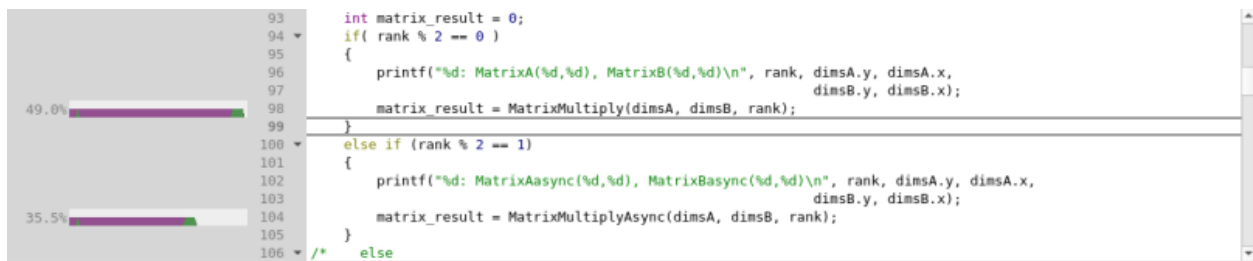 93 int matrix_result = 0;
94 if( rank % 2 == 0 )
95 {
96 printf("%d: MatrixA(%d,%d), MatrixB(%d,%d)\n", rank, dimsA.y, dimsA.x,
97 dimsB.y, dimsB.x);
49.0% 98 matrix_result = MatrixMultiply(dimsA, dimsB, rank);
99 }
100 else if (rank % 2 == 1)
101 {
102 printf("%d: MatrixAasync(%d,%d), MatrixBasync(%d,%d)\n", rank, dimsA.y, dimsA.x,
103 dimsB.y, dimsB.x);
35.5% 104 matrix_result = MatrixMultiplyAsync(dimsA, dimsB, rank);
105 }
106 /* else